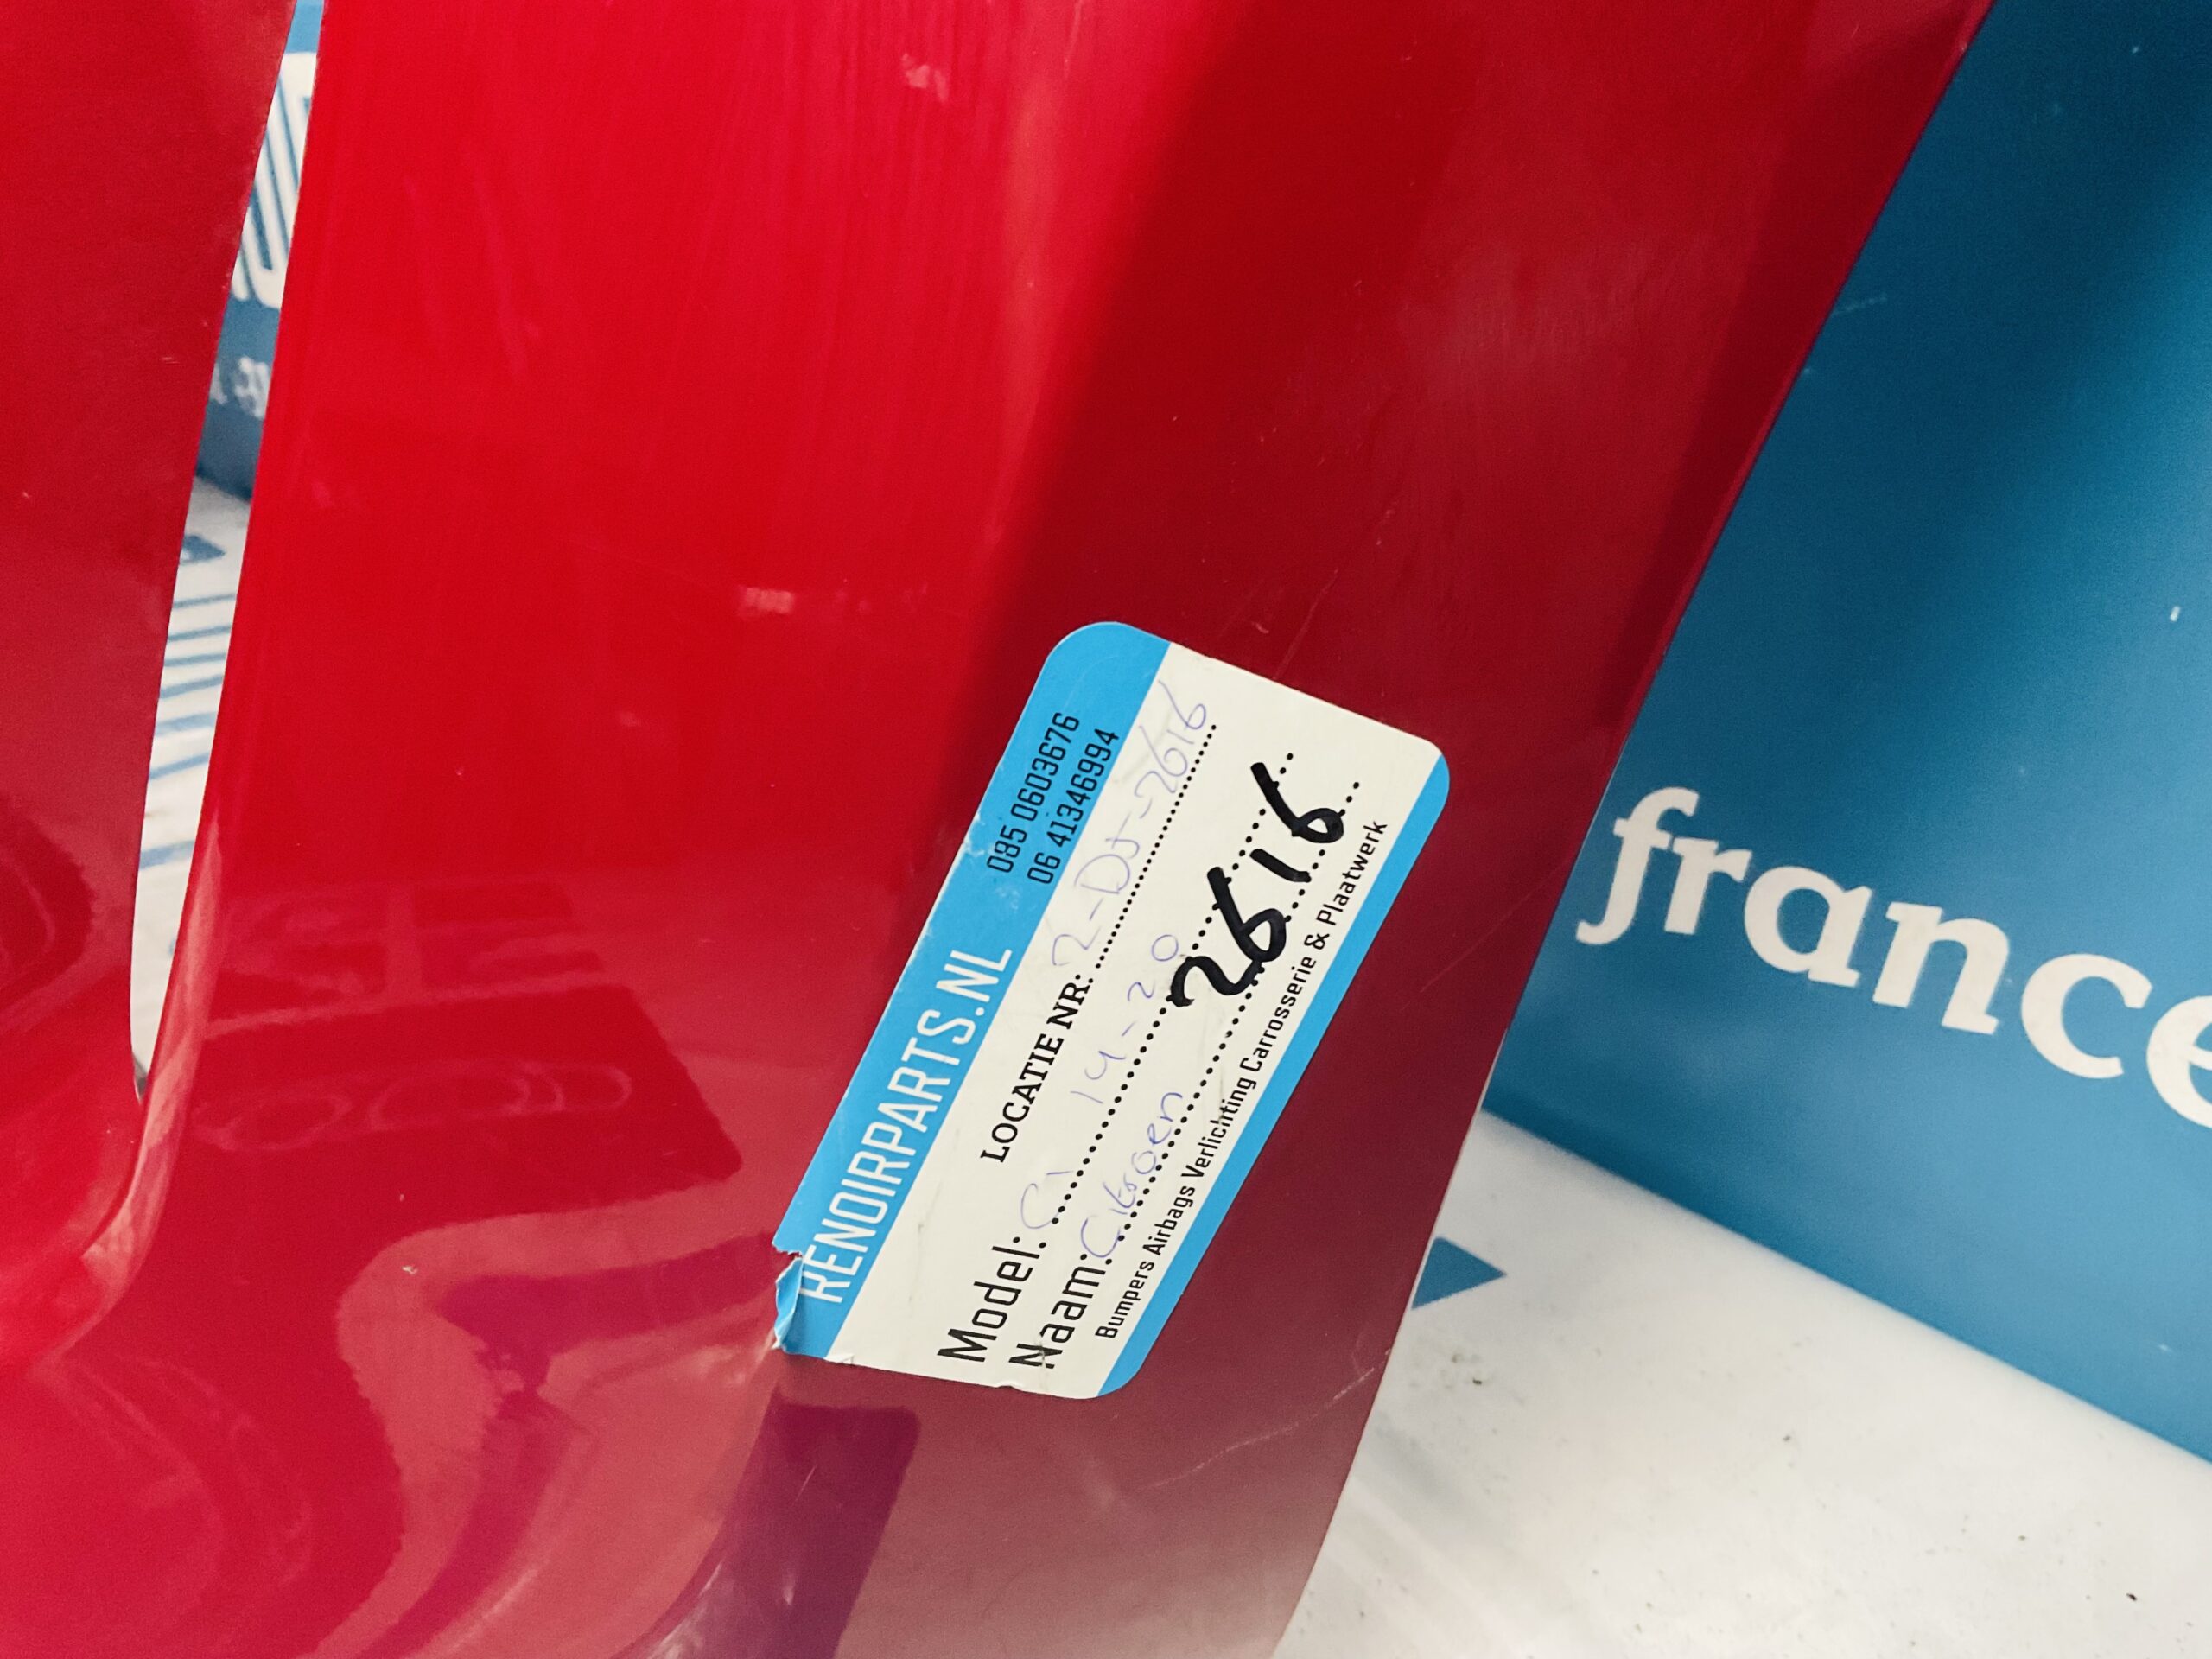 RENOIRPARTS.NL
085 0603676
06 41346994
LOCATIE NR: 2-DJ-2616
Model: C1 14-20
Naam: Citroen
2616
Bumpers Airbags Verlichting Carrosserie & Plaatwerk
france